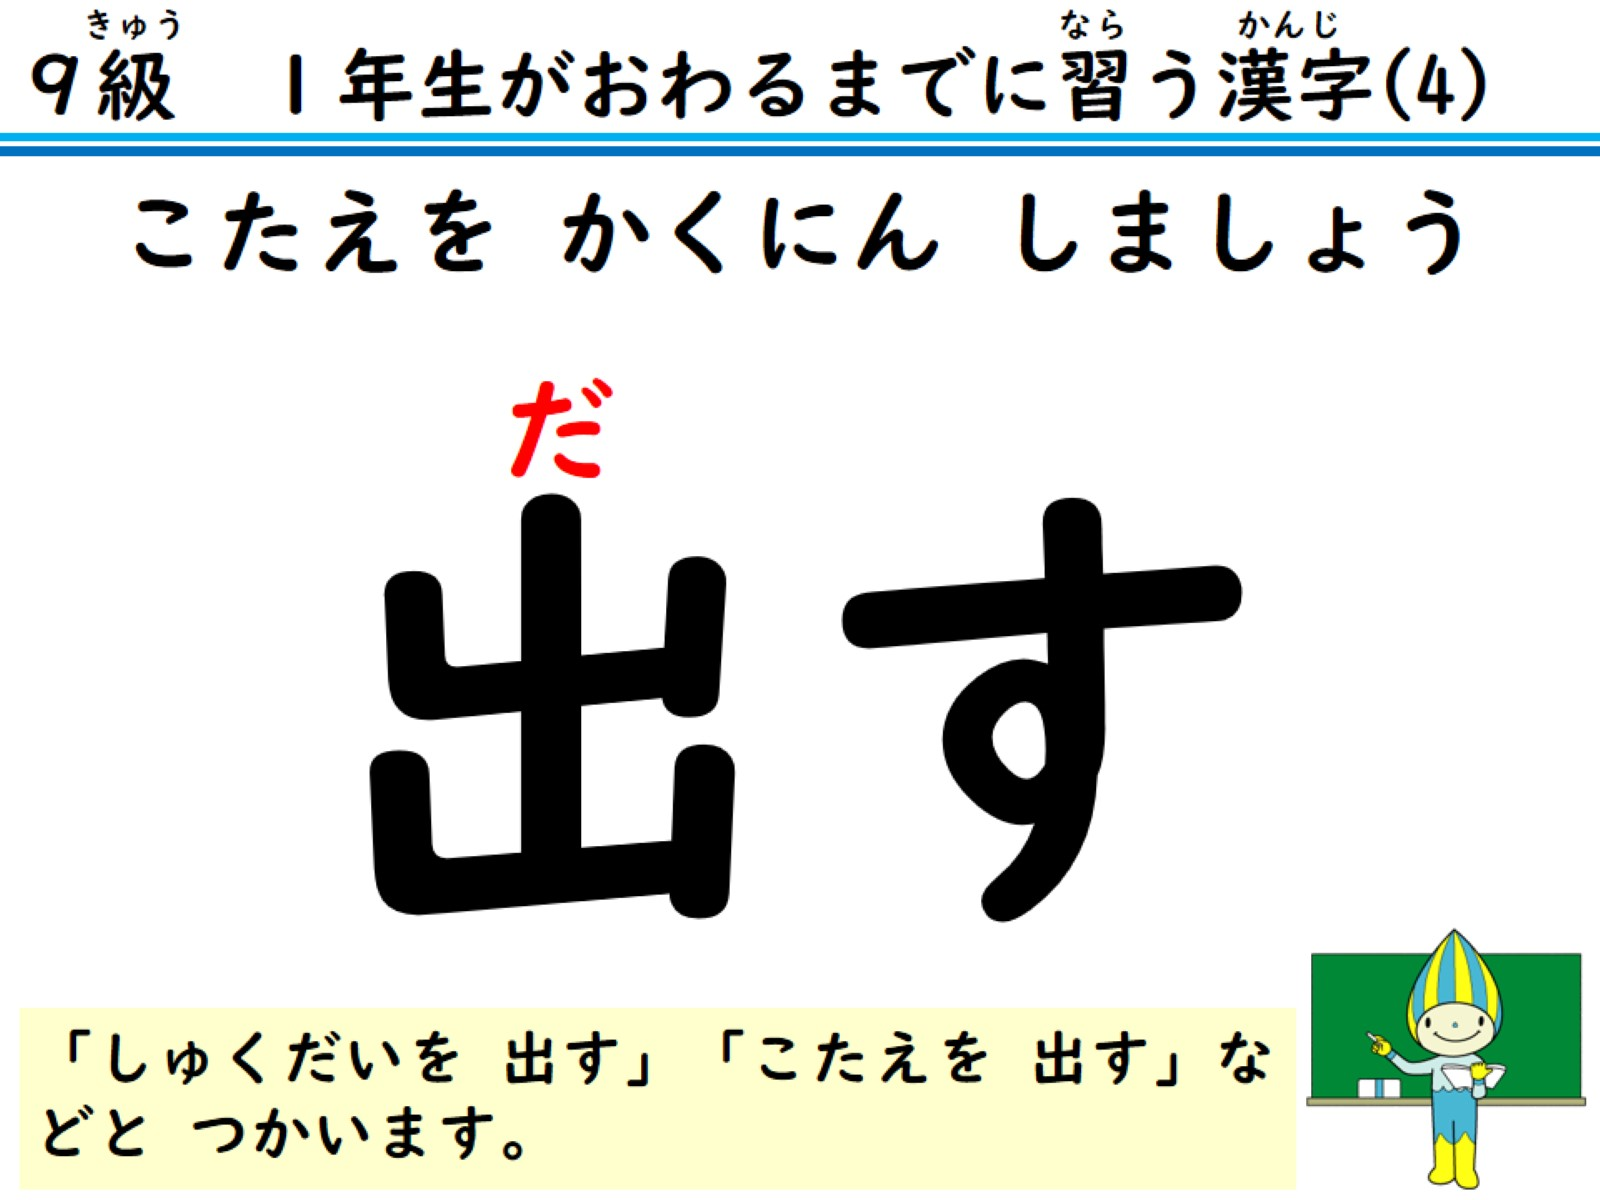 きゅう なら かんじ
9級 1年生がおわるまでに習う漢字(4)
こたえを かくにん しましょう
だ
出す
「しゅくだいを 出す」「こたえを 出す」な
どと つかいます。